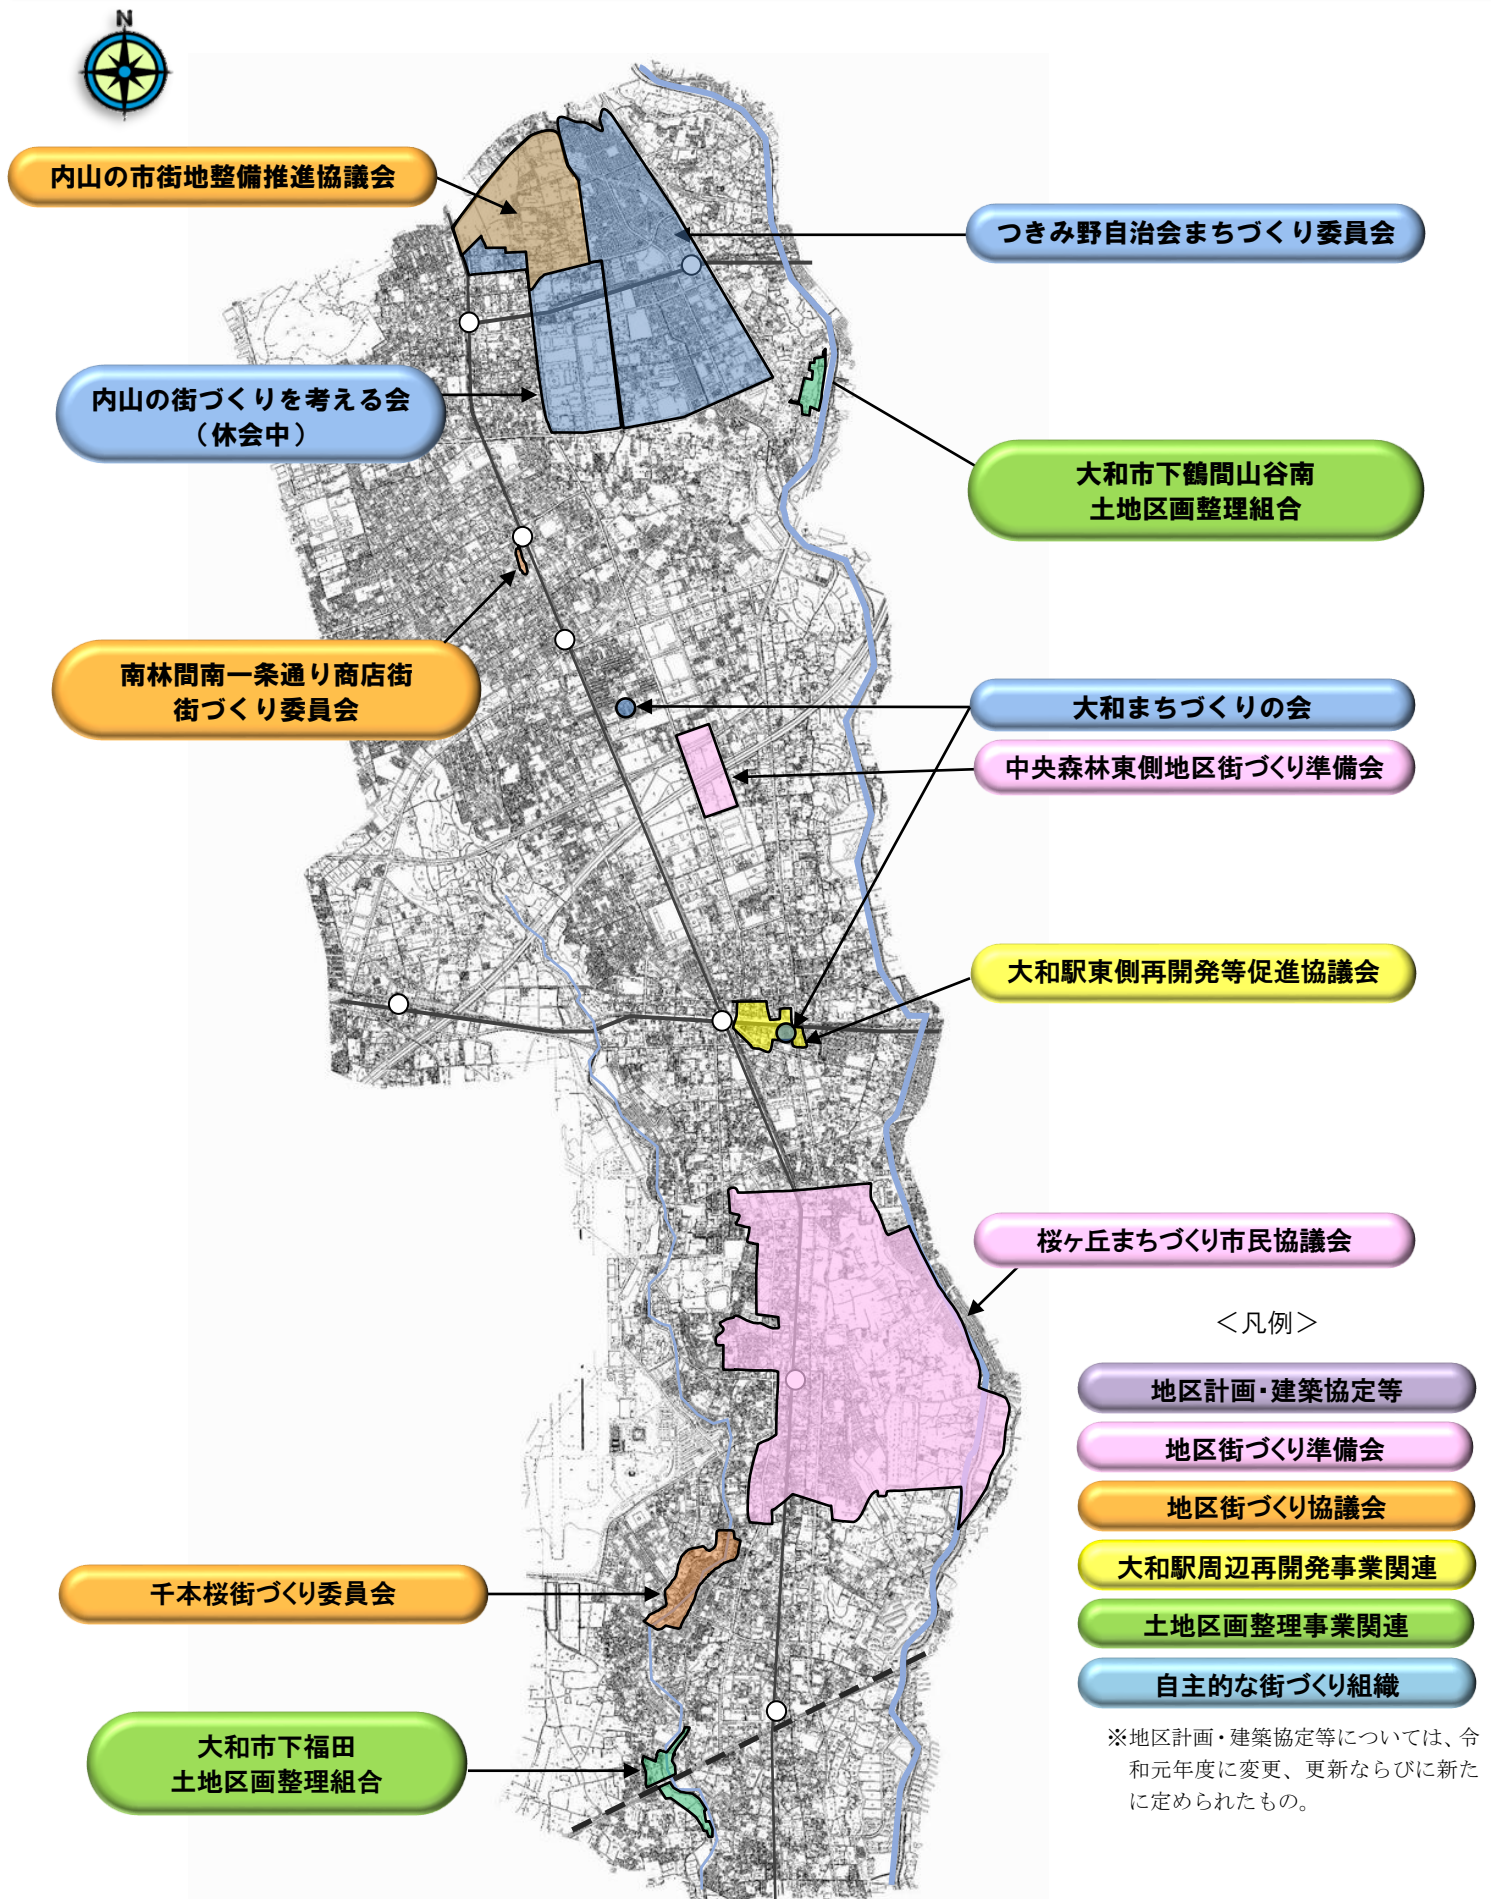 N
内山の市街地整備推進協議会
つきみ野自治会まちづくり委員会
内山の街づくりを考える会
（休会中）
大和市下鶴間山谷南
土地区画整理組合
南林間南一条通り商店街
街づくり委員会
大和まちづくりの会
中央森林東側地区街づくり準備会
大和駅東側再開発等促進協議会
桜ヶ丘まちづくり市民協議会
＜凡例＞
地区計画・建築協定等
地区街づくり準備会
地区街づくり協議会
大和駅周辺再開発事業関連
土地区画整理事業関連
自主的な街づくり組織
※地区計画・建築協定等については、令
和元年度に変更、更新ならびに新た
に定められたもの。
千本桜街づくり委員会
大和市下福田
土地区画整理組合